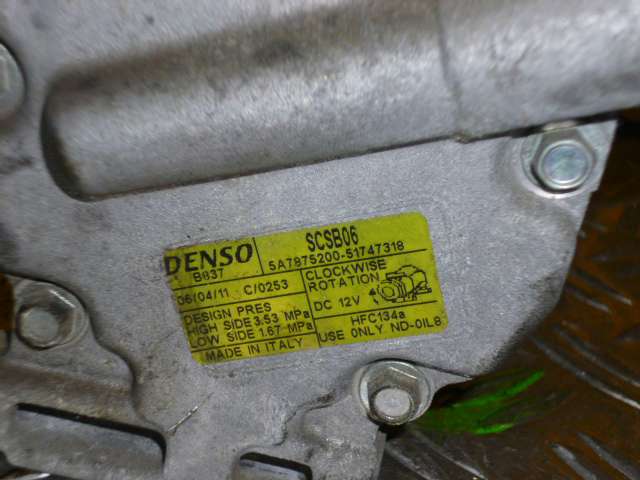 DENSO
B037
SCSB06
5A7875200-51747318
06/04/11 C/0253
CLOCKWISE
ROTATION
DESIGN PRES
HIGH SIDE 3.53 MPa
LOW SIDE 1.67 MPa
DC 12V
HFC134a
MADE IN ITALY
USE ONLY ND-OIL8